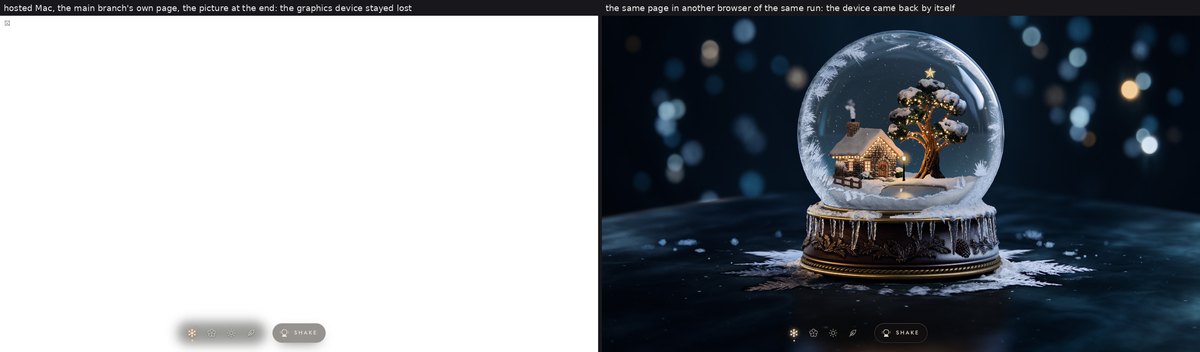 hosted Mac, the main branch's own page, the picture at the end: the graphics device stayed lost
the same page in another browser of the same run: the device came back by itself
SHAKE
SHAKE